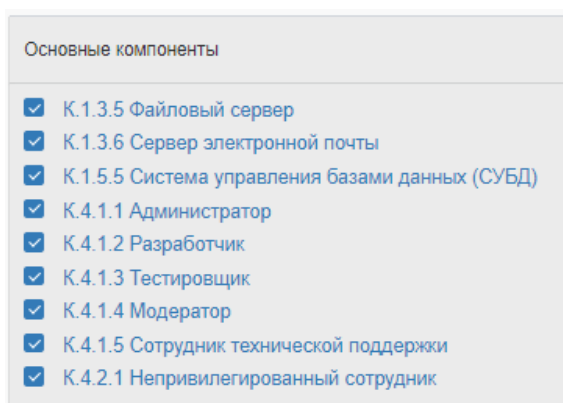 Основные компоненты
К.1.3.5 Файловый сервер
К.1.3.6 Сервер электронной почты
К.1.5.5 Система управления базами данных (СУБД)
К.4.1.1 Администратор
К.4.1.2 Разработчик
К.4.1.3 Тестировщик
К.4.1.4 Модератор
К.4.1.5 Сотрудник технической поддержки
К.4.2.1 Непривилегированный сотрудник